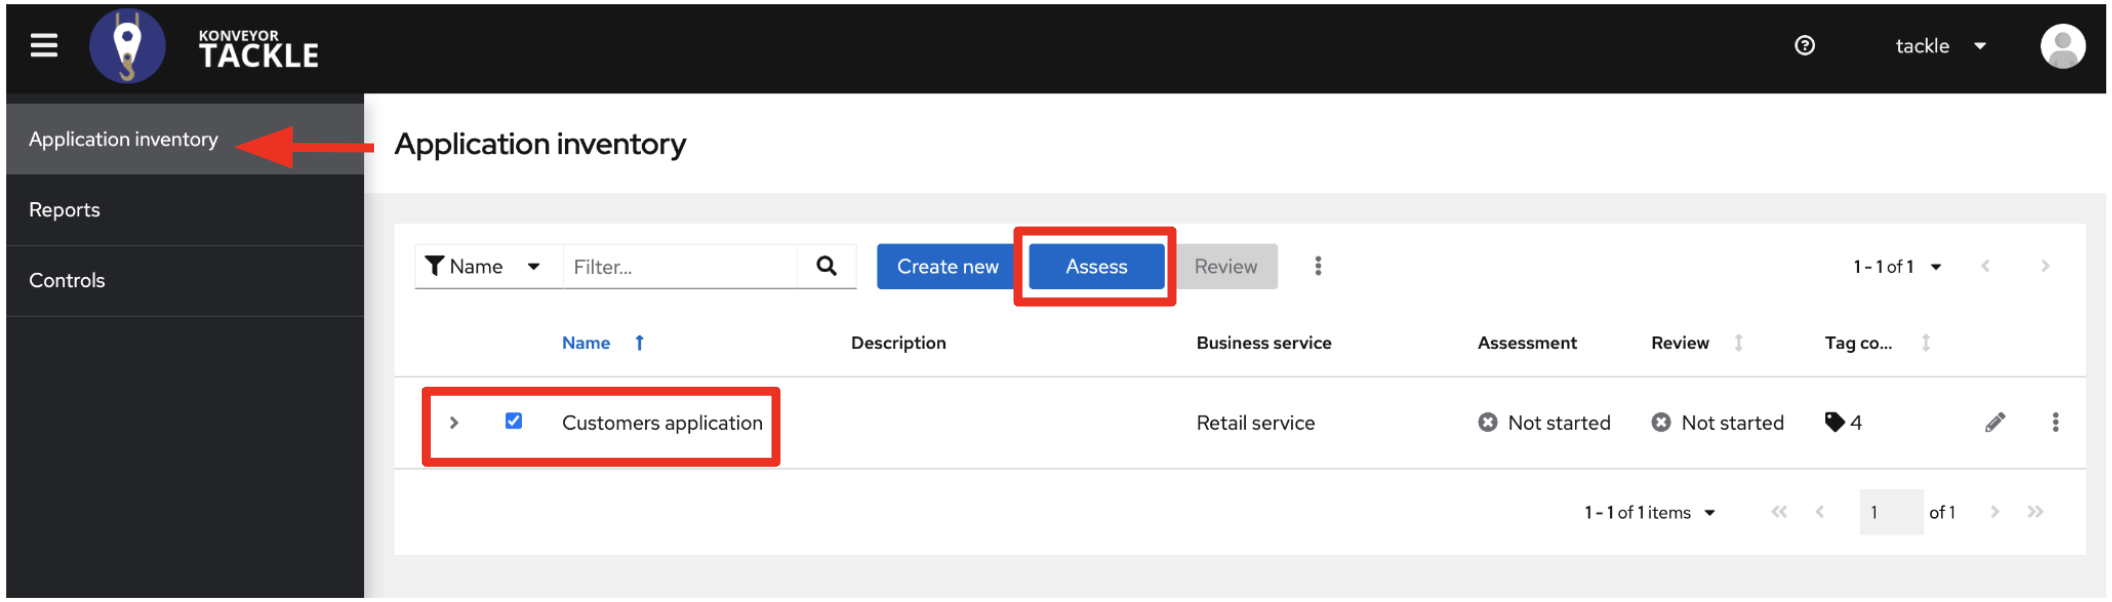 KONVEYOR
TACKLE
tackle
Application inventory
Reports
Controls
Application inventory
Name Filter... Create new Assess Review 1 - 1 of 1
Name Description Business service Assessment Review Tag co...
Customers application Retail service Not started Not started 4
1 - 1 of 1 items 1 of 1